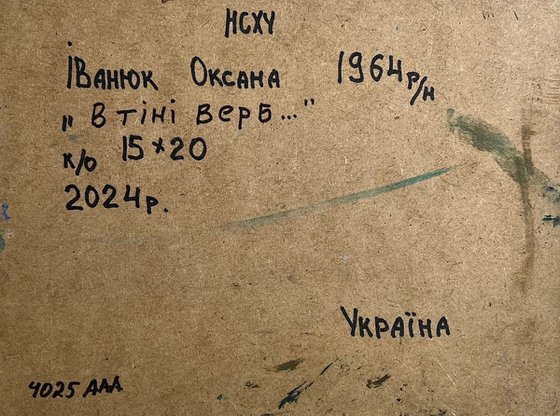 НСХУ
Іванюк Оксана 1964р/н
„В тіні верб..."
к/о 15×20
2024р.
Україна
4025 ААА